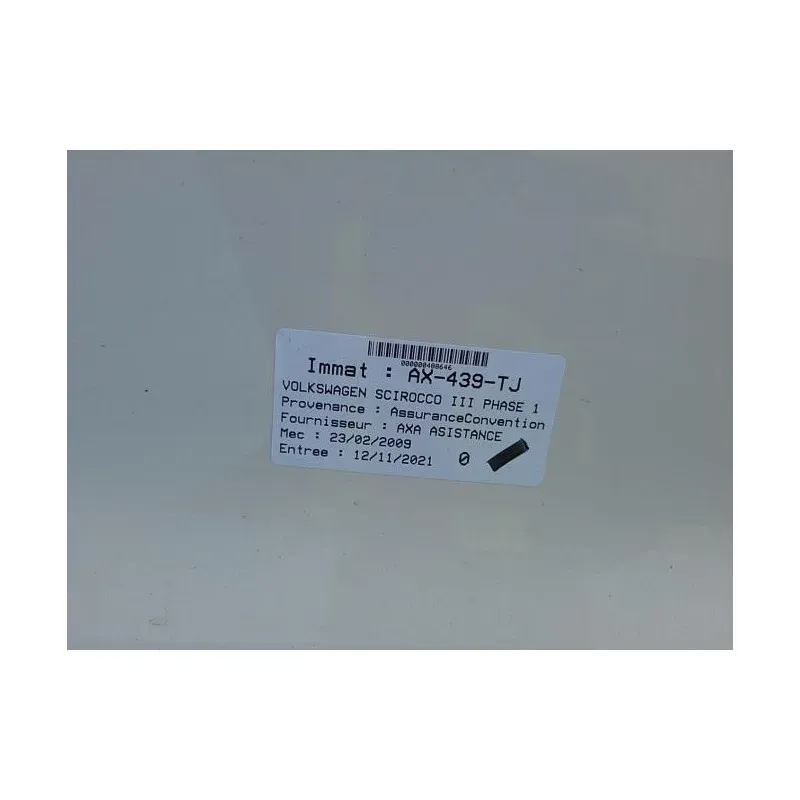 000000488646
Immat : AX-439-TJ
VOLKSWAGEN SCIROCCO III PHASE 1
Provenance : AssuranceConvention
Fournisseur : AXA ASISTANCE
Mec : 23/02/2009
Entree : 12/11/2021 0